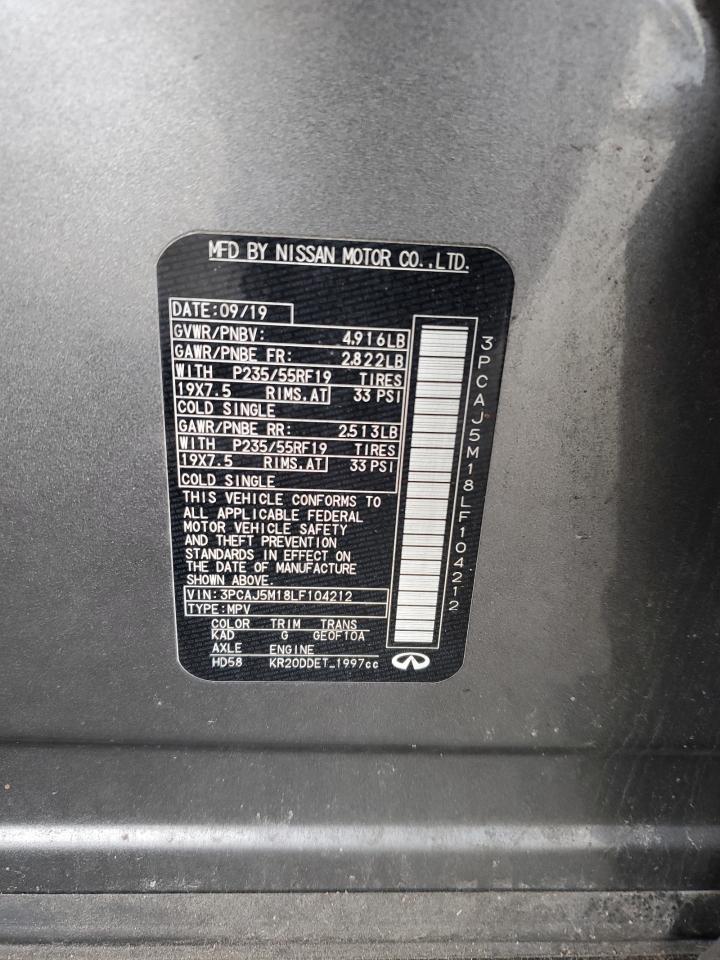 MFD BY NISSAN MOTOR CO.,LTD.
DATE:09/19
GVWR/PNBV: 4.916LB
GAWR/PNBE FR: 2.822LB
WITH P235/55RF19 TIRES
19X7.5 RIMS,AT 33 PSI
COLD SINGLE
GAWR/PNBE RR: 2.513LB
WITH P235/55RF19 TIRES
19X7.5 RIMS,AT 33 PSI
COLD SINGLE
THIS VEHICLE CONFORMS TO
ALL APPLICABLE FEDERAL
MOTOR VEHICLE SAFETY
AND THEFT PREVENTION
STANDARDS IN EFFECT ON
THE DATE OF MANUFACTURE
SHOWN ABOVE.
VIN: 3PCAJ5M18LF104212
TYPE:MPV
COLOR TRIM TRANS
KAD G GEOF10A
AXLE ENGINE
HD58 KR20DDET_1997cc
3PCAJ5M18LF104212